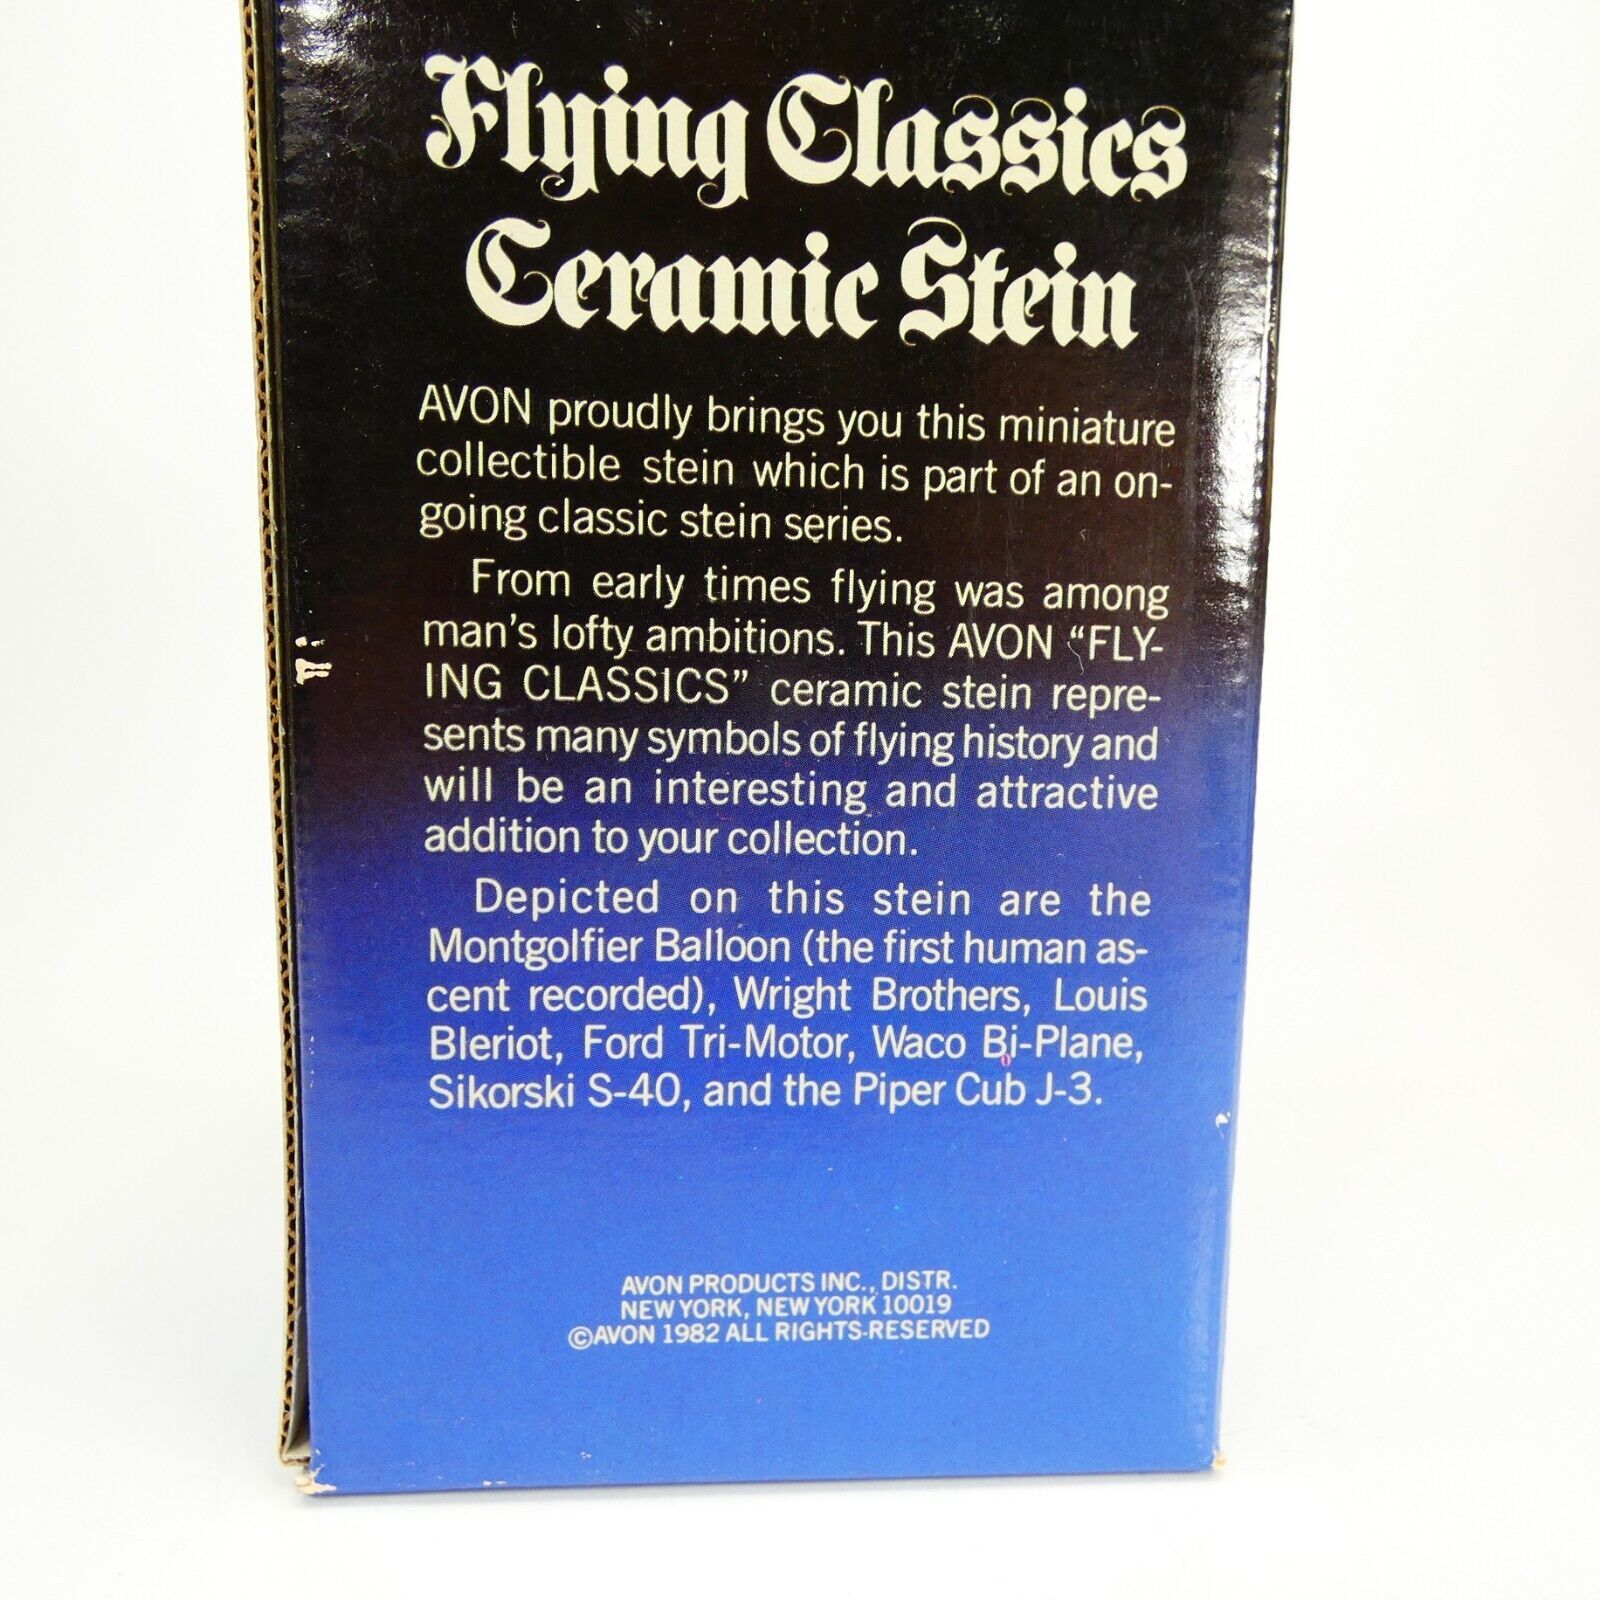 Flying Classics
Ceramic Stein
AVON proudly brings you this miniature
collectible stein which is part of an on-
going classic stein series.
From early times flying was among
man's lofty ambitions. This AVON “FLY-
ING CLASSICS” ceramic stein repre-
sents many symbols of flying history and
will be an interesting and attractive
addition to your collection.
Depicted on this stein are the
Montgolfier Balloon (the first human as-
cent recorded), Wright Brothers, Louis
Bleriot, Ford Tri-Motor, Waco Bi-Plane,
Sikorski S-40, and the Piper Cub J-3.
AVON PRODUCTS INC., DISTR.
NEW YORK, NEW YORK 10019
©AVON 1982 ALL RIGHTS-RESERVED